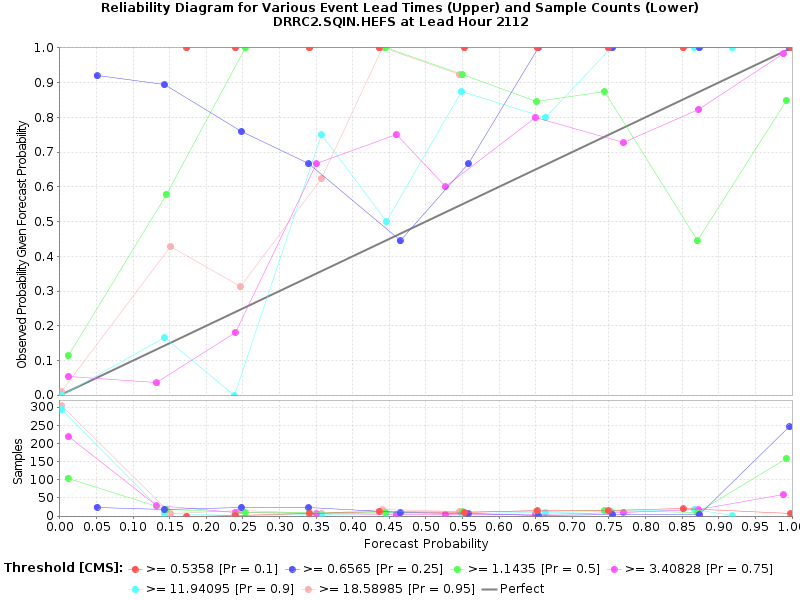 Reliability Diagram for Various Event Lead Times (Upper) and Sample Counts (Lower)
DRRC2.SQIN.HEFS at Lead Hour 2112
Observed Probability Given Forecast Probability
1.0
0.9
0.8
0.7
0.6
0.5
0.4
0.3
0.2
0.1
0.0
Samples
300
250
200
150
100
50
0
0.00 0.05 0.10 0.15 0.20 0.25 0.30 0.35 0.40 0.45 0.50 0.55 0.60 0.65 0.70 0.75 0.80 0.85 0.90 0.95 1.0
Forecast Probability
Threshold [CMS]: >= 0.5358 [Pr = 0.1] >= 0.6565 [Pr = 0.25] >= 1.1435 [Pr = 0.5] >= 3.40828 [Pr = 0.75]
>= 11.94095 [Pr = 0.9] >= 18.58985 [Pr = 0.95] Perfect